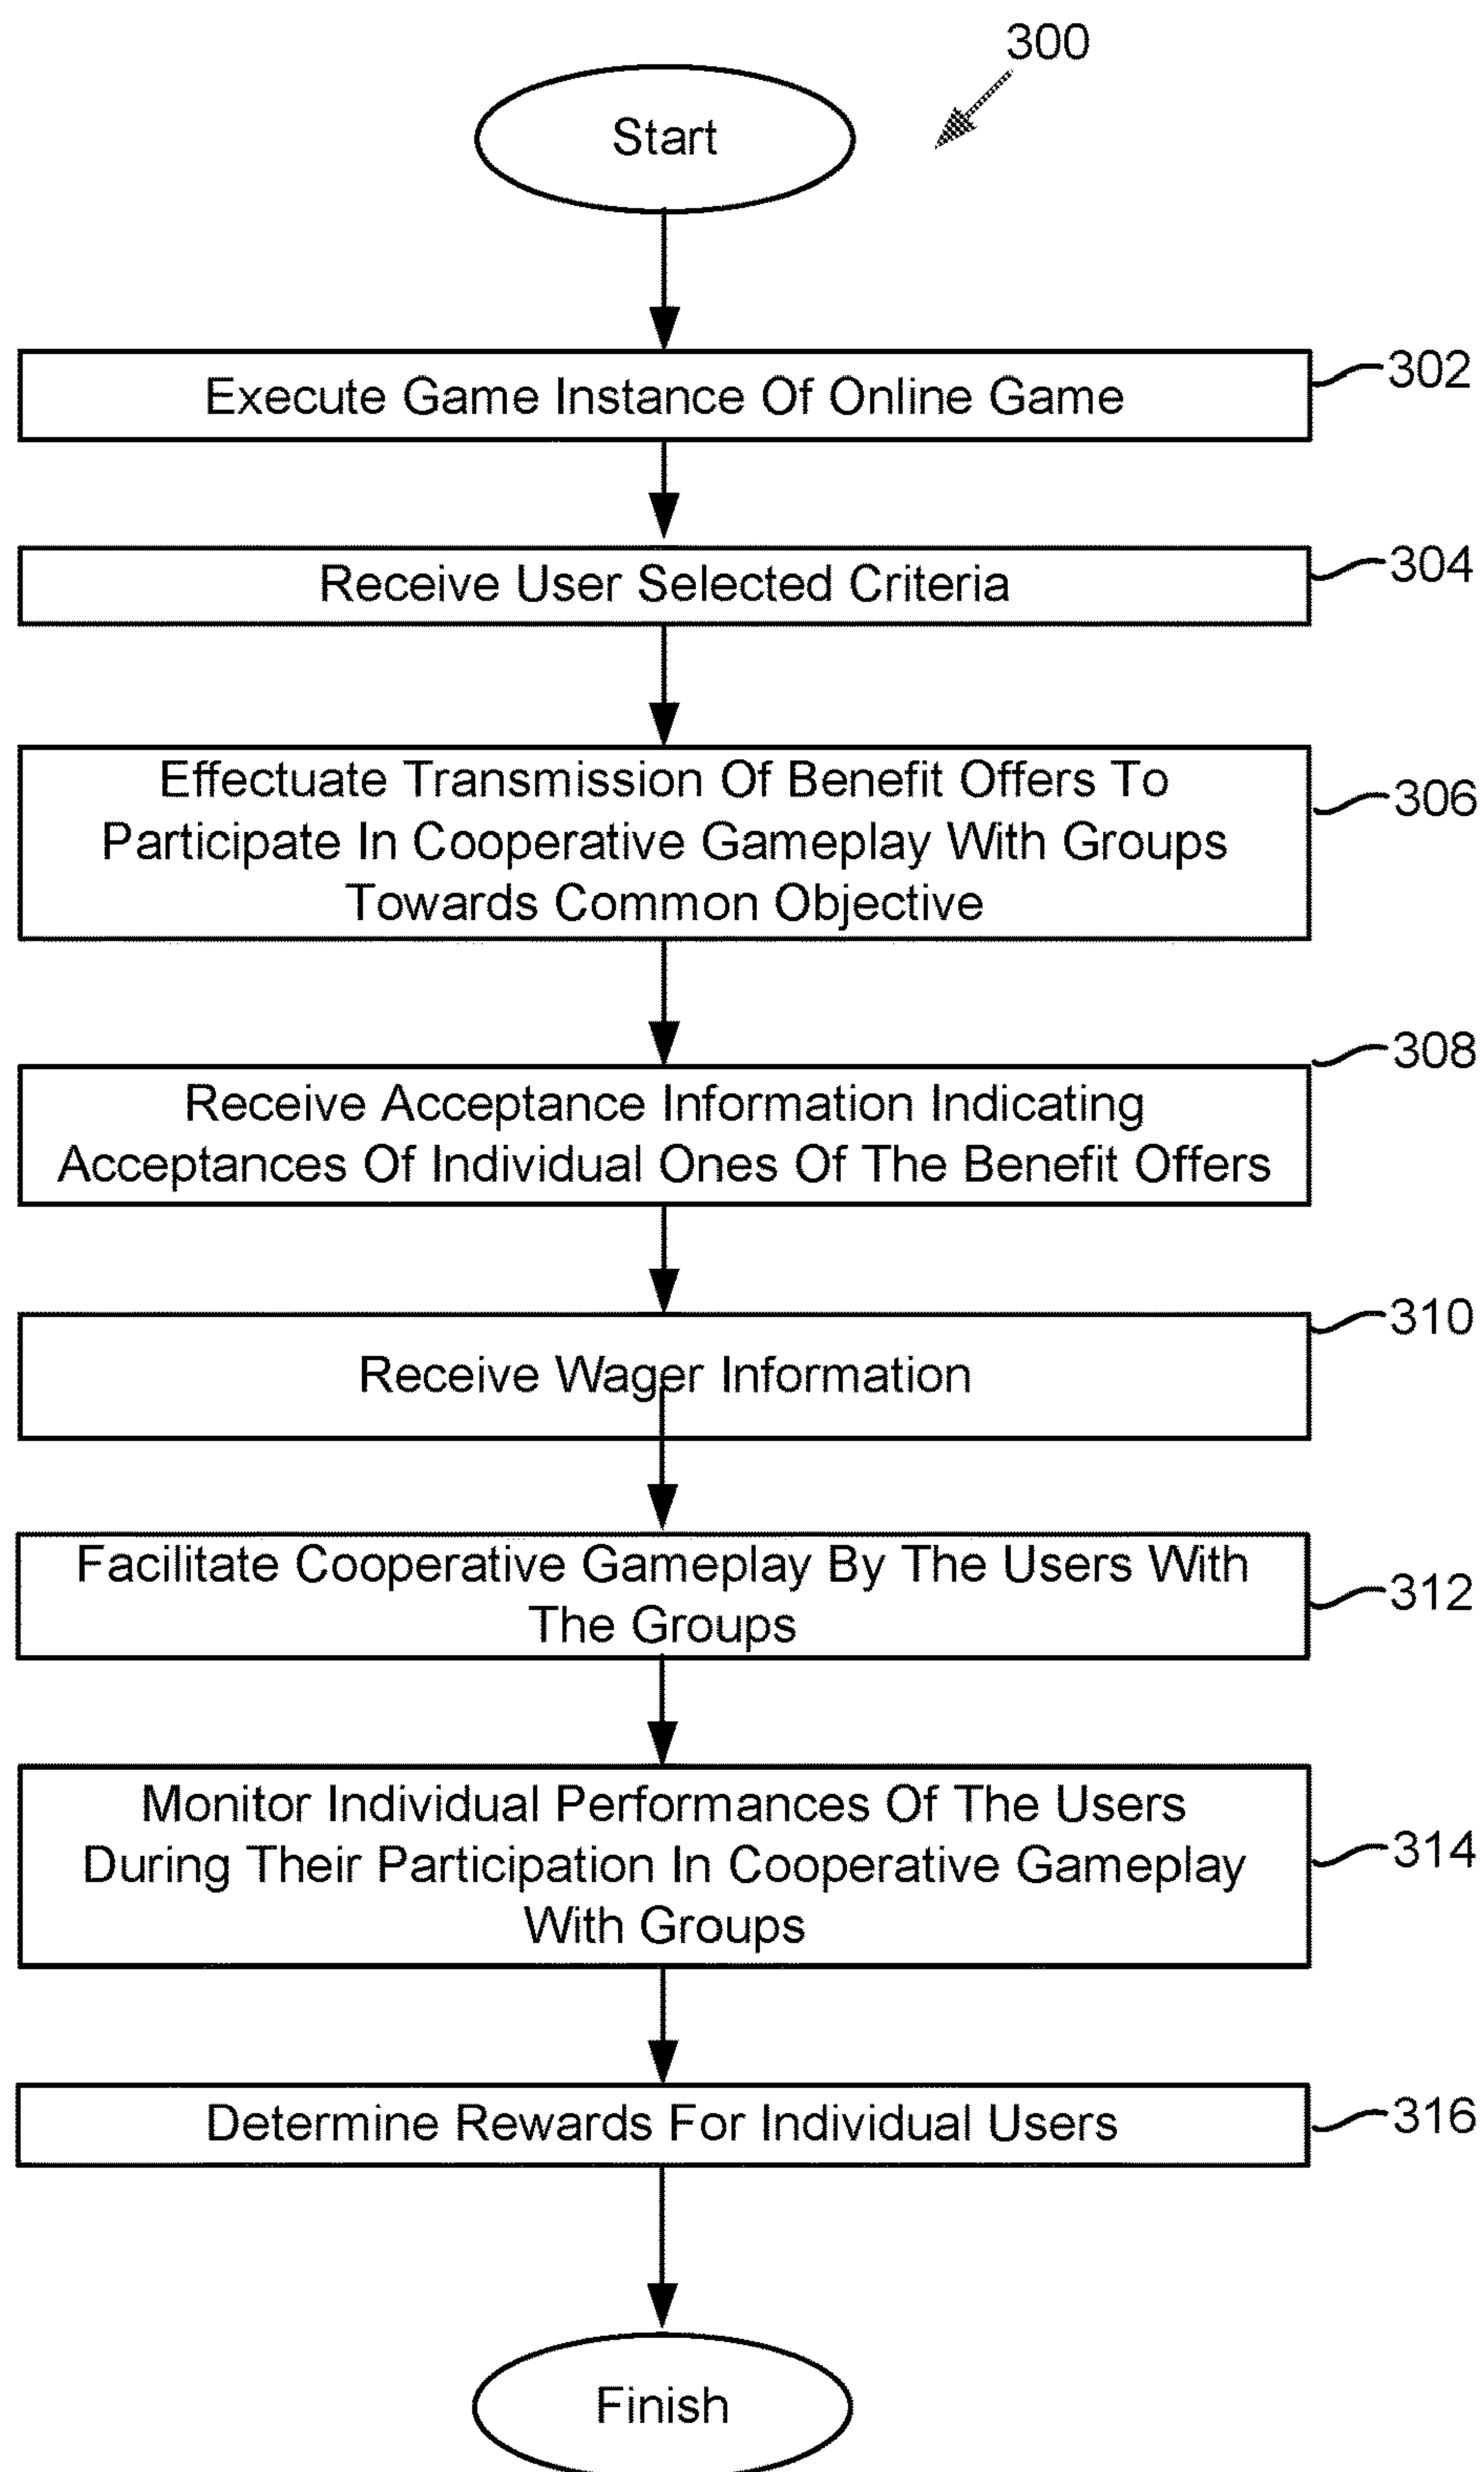 300
Start
Execute Game Instance Of Online Game
302
Receive User Selected Criteria
304
Effectuate Transmission Of Benefit Offers To
Participate In Cooperative Gameplay With Groups
Towards Common Objective
306
Receive Acceptance Information Indicating
Acceptances Of Individual Ones Of The Benefit Offers
308
Receive Wager Information
310
Facilitate Cooperative Gameplay By The Users With
The Groups
312
Monitor Individual Performances Of The Users
During Their Participation In Cooperative Gameplay
With Groups
314
Determine Rewards For Individual Users
316
Finish